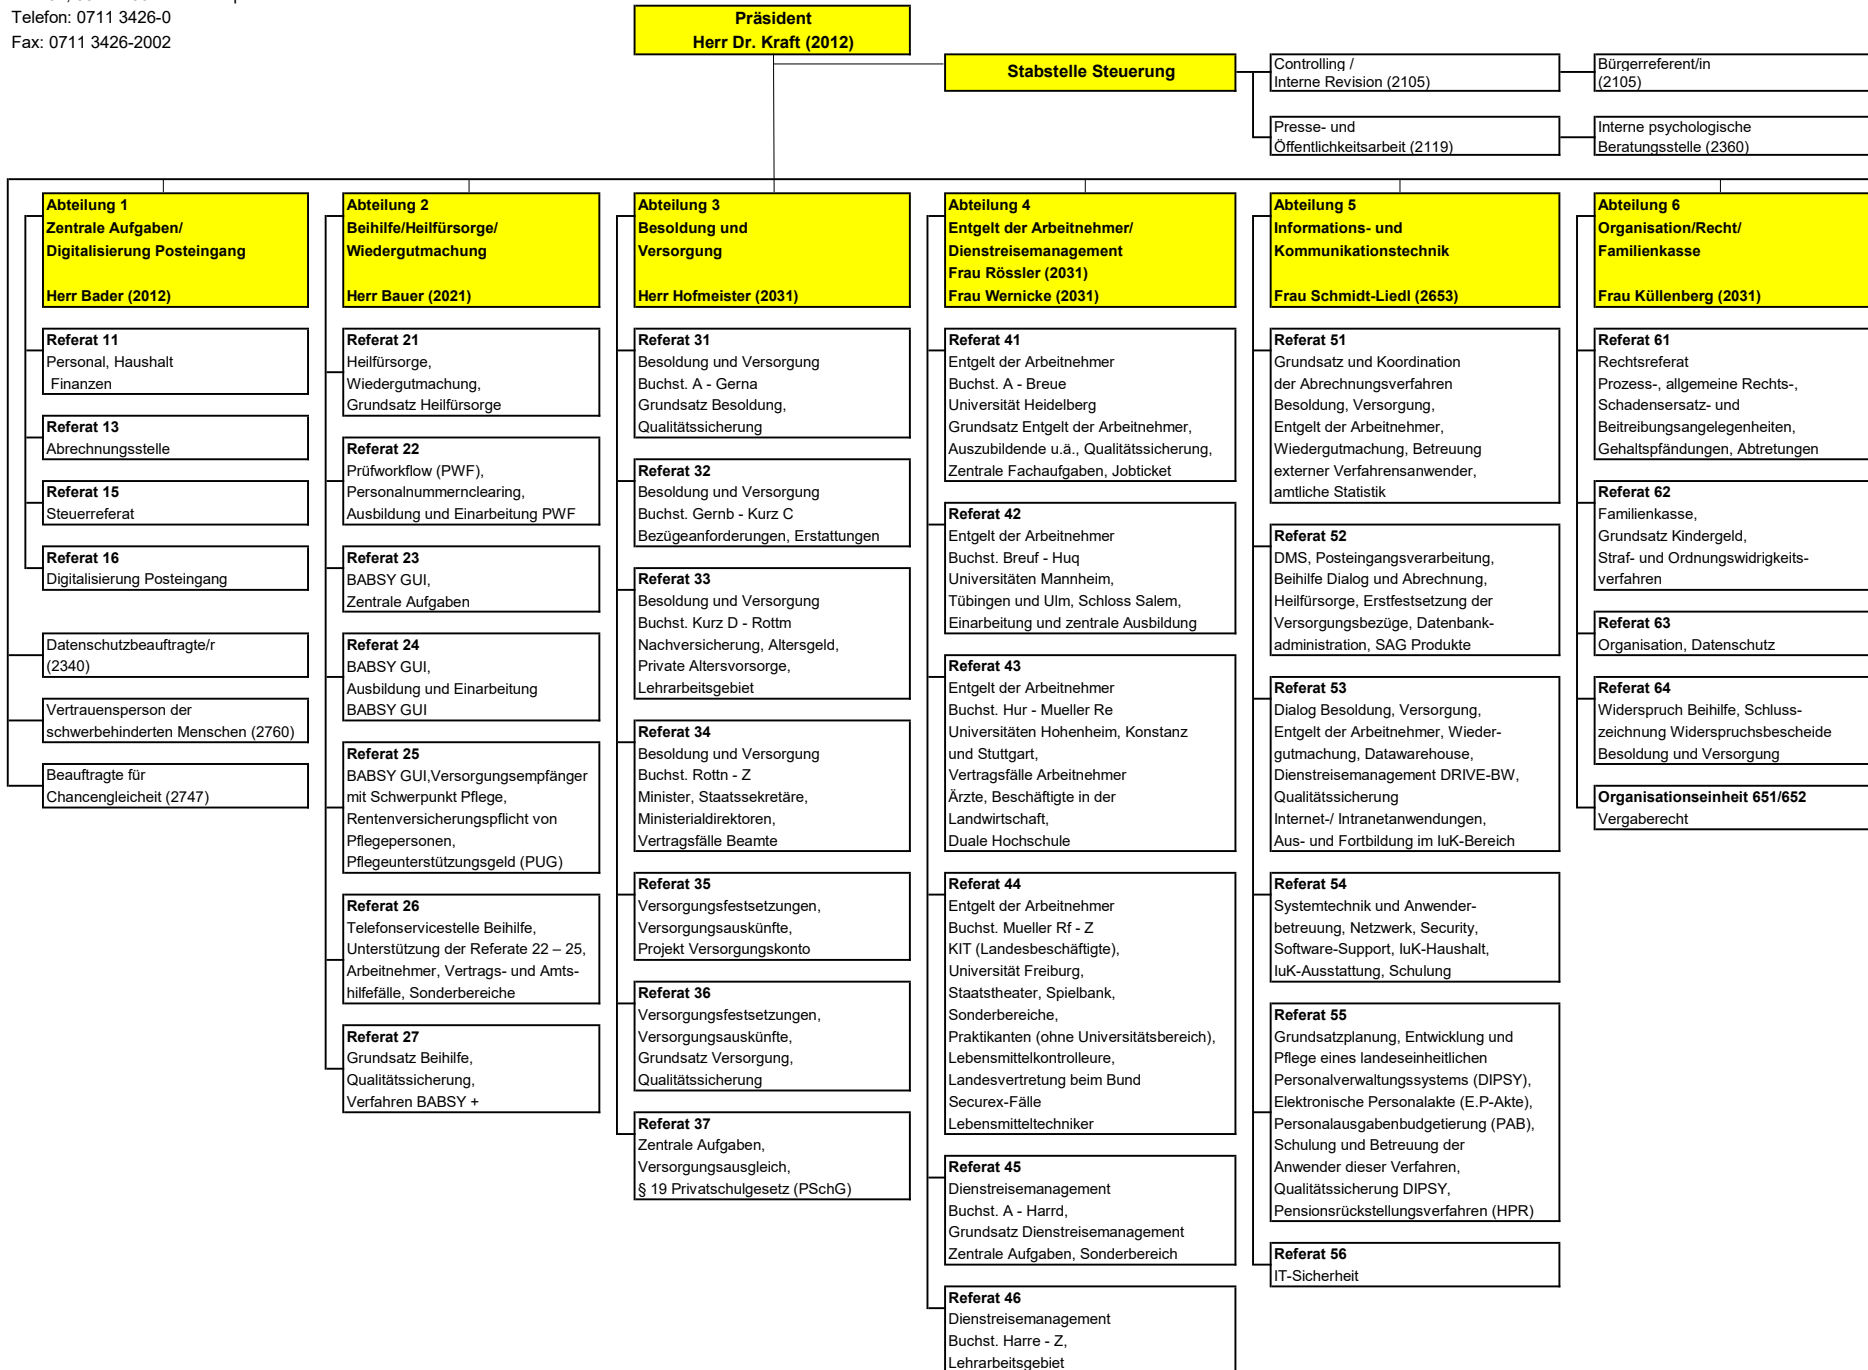 Telefon: 0711 3426-0
Fax: 0711 3426-2002
Präsident
Herr Dr. Kraft (2012)
Stabstelle Steuerung
Controlling /
Interne Revision (2105)
Bürgerreferent/in
(2105)
Presse- und
Öffentlichkeitsarbeit (2119)
Interne psychologische
Beratungsstelle (2360)
Abteilung 1
Zentrale Aufgaben/
Digitalisierung Posteingang
Herr Bader (2012)
Referat 11
Personal, Haushalt
Finanzen
Referat 13
Abrechnungsstelle
Referat 15
Steuerreferat
Referat 16
Digitalisierung Posteingang
Datenschutzbeauftragte/r
(2340)
Vertrauensperson der
schwerbehinderten Menschen (2760)
Beauftragte für
Chancengleicheit (2747)
Abteilung 2
Beihilfe/Heilfürsorge/
Wiedergutmachung
Herr Bauer (2021)
Referat 21
Heilfürsorge,
Wiedergutmachung,
Grundsatz Heilfürsorge
Referat 22
Prüfworkflow (PWF),
Personalnummernclearing,
Ausbildung und Einarbeitung PWF
Referat 23
BABSY GUI,
Zentrale Aufgaben
Referat 24
BABSY GUI,
Ausbildung und Einarbeitung
BABSY GUI
Referat 25
BABSY GUI,Versorgungsempfänger
mit Schwerpunkt Pflege,
Rentenversicherungspflicht von
Pflegepersonen,
Pflegeunterstützungsgeld (PUG)
Referat 26
Telefonservicestelle Beihilfe,
Unterstützung der Referate 22 – 25,
Arbeitnehmer, Vertrags- und Amts-
hilfefälle, Sonderbereiche
Referat 27
Grundsatz Beihilfe,
Qualitätssicherung,
Verfahren BABSY +
Abteilung 3
Besoldung und
Versorgung
Herr Hofmeister (2031)
Referat 31
Besoldung und Versorgung
Buchst. A - Gerna
Grundsatz Besoldung,
Qualitätssicherung
Referat 32
Besoldung und Versorgung
Buchst. Gernb - Kurz C
Bezügeanforderungen, Erstattungen
Referat 33
Besoldung und Versorgung
Buchst. Kurz D - Rottm
Nachversicherung, Altersgeld,
Private Altersvorsorge,
Lehrarbeitsgebiet
Referat 34
Besoldung und Versorgung
Buchst. Rottn - Z
Minister, Staatssekretäre,
Ministerialdirektoren,
Vertragsfälle Beamte
Referat 35
Versorgungsfestsetzungen,
Versorgungsauskünfte,
Projekt Versorgungskonto
Referat 36
Versorgungsfestsetzungen,
Versorgungsauskünfte,
Grundsatz Versorgung,
Qualitätssicherung
Referat 37
Zentrale Aufgaben,
Versorgungsausgleich,
§ 19 Privatschulgesetz (PSchG)
Abteilung 4
Entgelt der Arbeitnehmer/
Dienstreisemanagement
Frau Rössler (2031)
Frau Wernicke (2031)
Referat 41
Entgelt der Arbeitnehmer
Buchst. A - Breue
Universität Heidelberg
Grundsatz Entgelt der Arbeitnehmer,
Auszubildende u.ä., Qualitätssicherung,
Zentrale Fachaufgaben, Jobticket
Referat 42
Entgelt der Arbeitnehmer
Buchst. Breuf - Huq
Universitäten Mannheim,
Tübingen und Ulm, Schloss Salem,
Einarbeitung und zentrale Ausbildung
Referat 43
Entgelt der Arbeitnehmer
Buchst. Hur - Mueller Re
Universitäten Hohenheim, Konstanz
und Stuttgart,
Vertragsfälle Arbeitnehmer
Ärzte, Beschäftigte in der
Landwirtschaft,
Duale Hochschule
Referat 44
Entgelt der Arbeitnehmer
Buchst. Mueller Rf - Z
KIT (Landesbeschäftigte),
Universität Freiburg,
Staatstheater, Spielbank,
Sonderbereiche,
Praktikanten (ohne Universitätsbereich),
Lebensmittelkontrolleure,
Landesvertretung beim Bund
Securex-Fälle
Lebensmitteltechniker
Referat 45
Dienstreisemanagement
Buchst. A - Harrd,
Grundsatz Dienstreisemanagement
Zentrale Aufgaben, Sonderbereich
Referat 46
Dienstreisemanagement
Buchst. Harre - Z,
Lehrarbeitsgebiet
Abteilung 5
Informations- und
Kommunikationstechnik
Frau Schmidt-Liedl (2653)
Referat 51
Grundsatz und Koordination
der Abrechnungsverfahren
Besoldung, Versorgung,
Entgelt der Arbeitnehmer,
Wiedergutmachung, Betreuung
externer Verfahrensanwender,
amtliche Statistik
Referat 52
DMS, Posteingangsverarbeitung,
Beihilfe Dialog und Abrechnung,
Heilfürsorge, Erstfestsetzung der
Versorgungsbezüge, Datenbank-
administration, SAG Produkte
Referat 53
Dialog Besoldung, Versorgung,
Entgelt der Arbeitnehmer, Wieder-
gutmachung, Datawarehouse,
Dienstreisemanagement DRIVE-BW,
Qualitätssicherung
Internet-/ Intranetanwendungen,
Aus- und Fortbildung im IuK-Bereich
Referat 54
Systemtechnik und Anwender-
betreuung, Netzwerk, Security,
Software-Support, IuK-Haushalt,
IuK-Ausstattung, Schulung
Referat 55
Grundsatzplanung, Entwicklung und
Pflege eines landeseinheitlichen
Personalverwaltungssystems (DIPSY),
Elektronische Personalakte (E.P-Akte),
Personalausgabenbudgetierung (PAB),
Schulung und Betreuung der
Anwender dieser Verfahren,
Qualitätssicherung DIPSY,
Pensionsrückstellungsverfahren (HPR)
Referat 56
IT-Sicherheit
Abteilung 6
Organisation/Recht/
Familienkasse
Frau Küllenberg (2031)
Referat 61
Rechtsreferat
Prozess-, allgemeine Rechts-,
Schadensersatz- und
Beitreibungsangelegenheiten,
Gehaltspfändungen, Abtretungen
Referat 62
Familienkasse,
Grundsatz Kindergeld,
Straf- und Ordnungswidrigkeits-
verfahren
Referat 63
Organisation, Datenschutz
Referat 64
Widerspruch Beihilfe, Schluss-
zeichnung Widerspruchsbescheide
Besoldung und Versorgung
Organisationseinheit 651/652
Vergaberecht